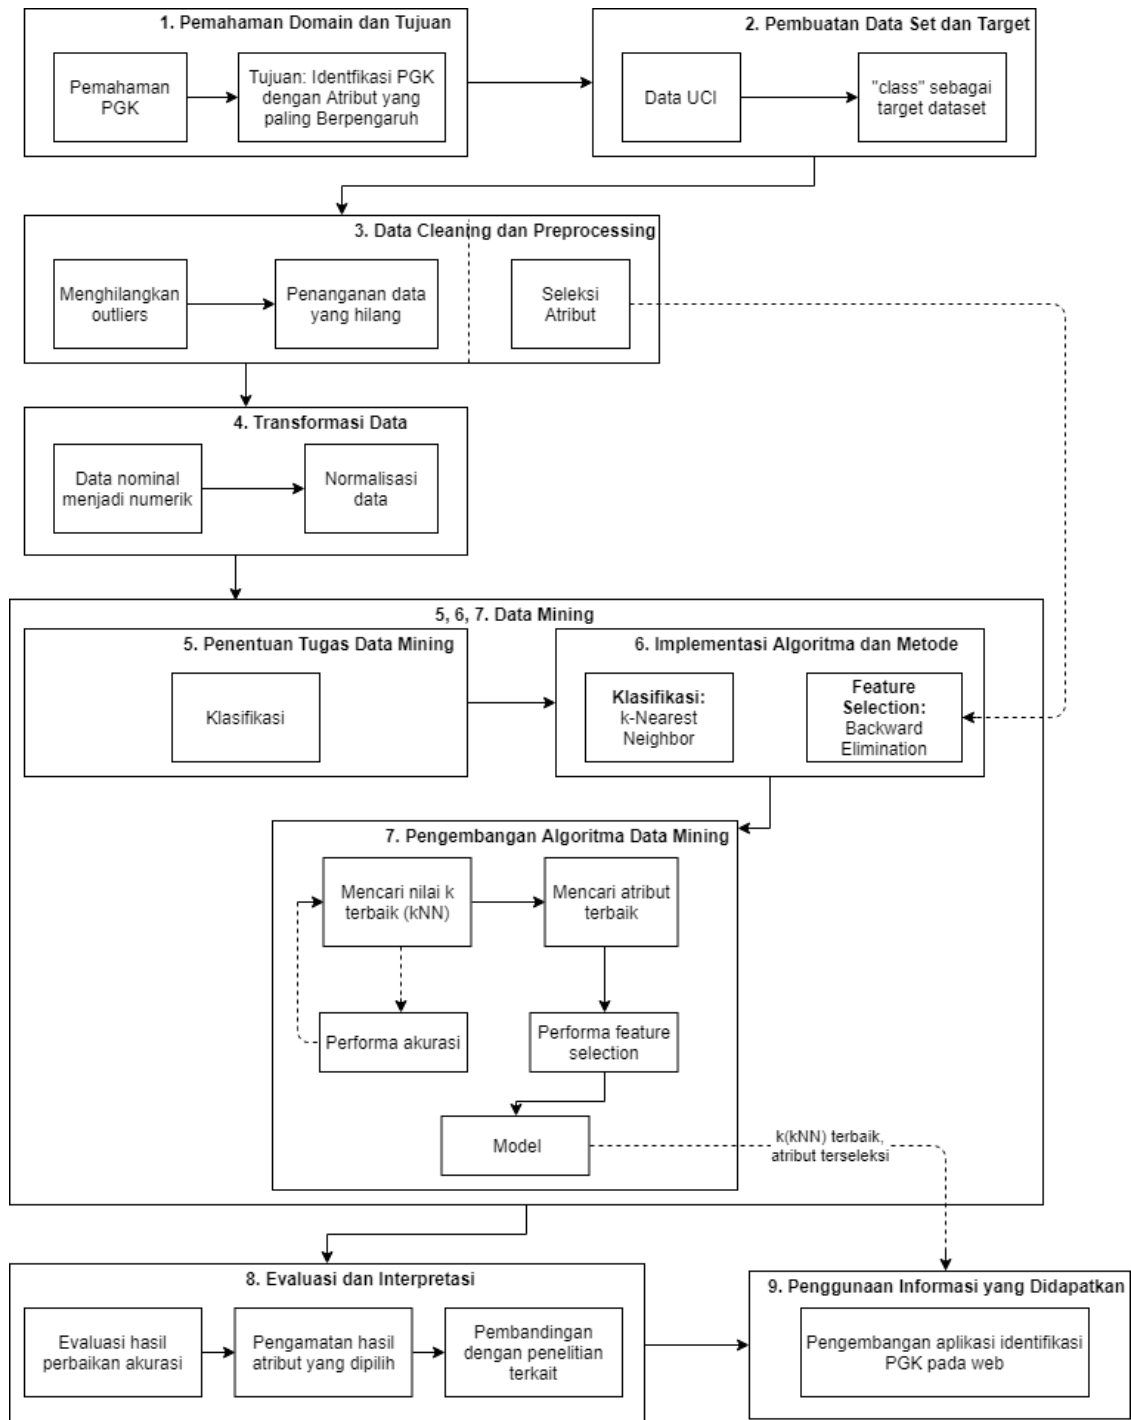 1. Pemahaman Domain dan Tujuan
Pemahaman
PGK
Tujuan: Identfikasi PGK
dengan Atribut yang
paling Berpengaruh
2. Pembuatan Data Set dan Target
Data UCI
"class" sebagai
target dataset
3. Data Cleaning dan Preprocessing
Menghilangkan
outliers
Penanganan data
yang hilang
Seleksi
Atribut
4. Transformasi Data
Data nominal
menjadi numerik
Normalisasi
data
5, 6, 7. Data Mining
5. Penentuan Tugas Data Mining
Klasifikasi
6. Implementasi Algoritma dan Metode
Klasifikasi:
k-Nearest
Neighbor
Feature
Selection:
Backward
Elimination
7. Pengembangan Algoritma Data Mining
Mencari nilai k
terbaik (kNN)
Mencari atribut
terbaik
Performa akurasi
Performa feature
selection
Model
k(kNN) terbaik,
atribut terseleksi
8. Evaluasi dan Interpretasi
Evaluasi hasil
perbaikan akurasi
Pengamatan hasil
atribut yang dipilih
Pembandingan
dengan penelitian
terkait
9. Penggunaan Informasi yang Didapatkan
Pengembangan aplikasi identifikasi
PGK pada web